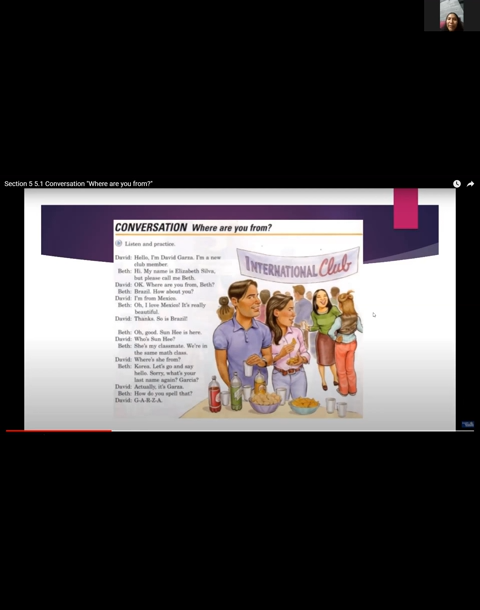 Section 5 5.1 Conversation "Where are you from?"
CONVERSATION Where are you from?
Listen and practice.
INTERNATIONAL Club
David: Hello, I'm David Garza. I'm a new
club member.
Beth: Hi. My name is Elizabeth Silva,
but please call me Beth.
David: OK. Where are you from, Beth?
Beth: Brazil. How about you?
David: I'm from Mexico.
Beth: Oh, I love Mexico! It's really
beautiful.
David: Thanks. So is Brazil!
Beth: Oh, good. Sun Hee is here.
David: Who's Sun Hee?
Beth: She's my classmate. We're in
the same math class.
David: Where's she from?
Beth: Korea. Let's go and say
hello. Sorry, what's your
last name again? Garcia?
David: Actually, it's Garza.
Beth: How do you spell that?
David: G-A-R-Z-A.